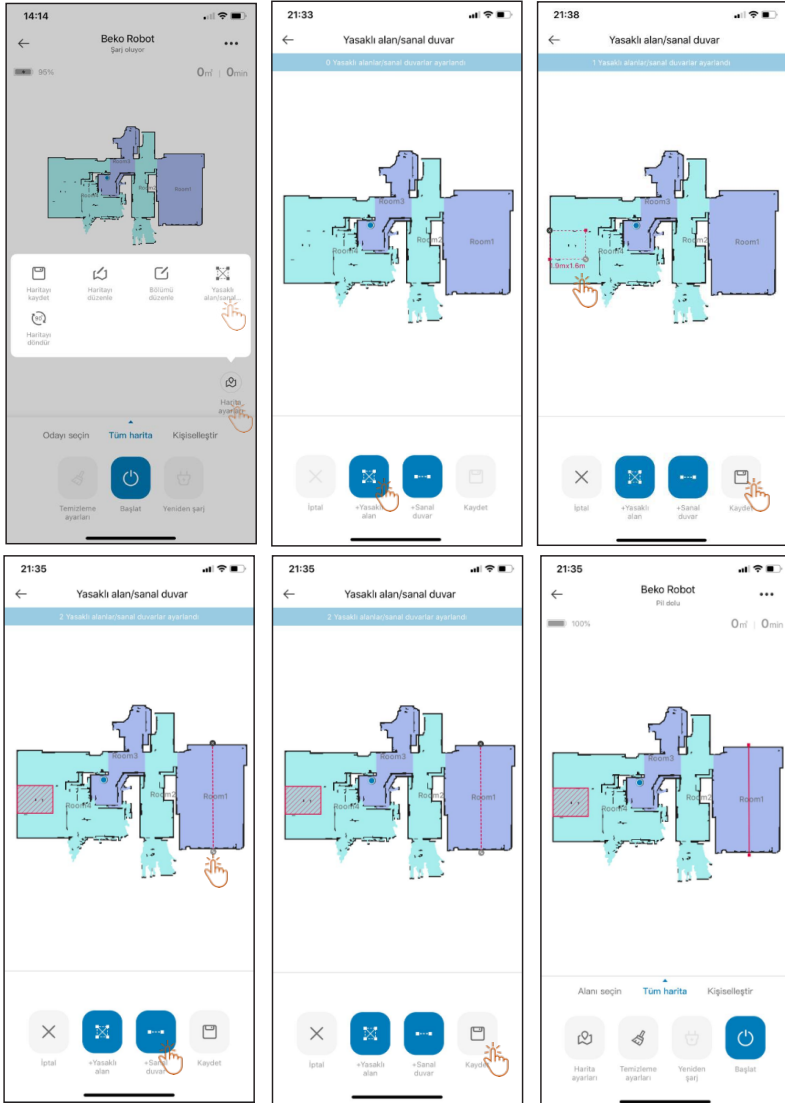 14:14
Beko Robot
Şarj oluyor
95%
0㎡ | 0min
Room3
Room2
Room1
Haritayı kaydet
Haritayı düzenle
Bölümü düzenle
Yasaklı alan/sanal...
90°
Haritayı döndür
Harita
Odayı seçin
Tüm harita
Kişiselleştir
Temizleme ayarları
Başlat
Yeniden şarj
21:33
Yasaklı alan/sanal duvar
0 Yasaklı alanlar/sanal duvarlar ayarlandı
Room3
Room2
Room1
Room4
İptal
+Yasaklı alan
+Sanal duvar
Kaydet
21:38
Yasaklı alan/sanal duvar
1 Yasaklı alanlar/sanal duvarlar ayarlandı
Room3
Room2
Room1
Room4
1.9mx1.6m
İptal
+Yasaklı alan
+Sanal duvar
Kaydet
21:35
Yasaklı alan/sanal duvar
2 Yasaklı alanlar/sanal duvarlar ayarlandı
Room3
Room2
Room1
Room4
İptal
+Yasaklı alan
+Sanal duvar
Kaydet
21:35
Yasaklı alan/sanal duvar
2 Yasaklı alanlar/sanal duvarlar ayarlandı
Room3
Room2
Room1
Room4
İptal
+Yasaklı alan
+Sanal duvar
Kaydet
21:35
Beko Robot
Pil dolu
100%
0㎡ | 0min
Room3
Room2
Room1
Room4
Alanı seçin
Tüm harita
Kişiselleştir
Harita ayarları
Temizleme ayarları
Yeniden şarj
Başlat